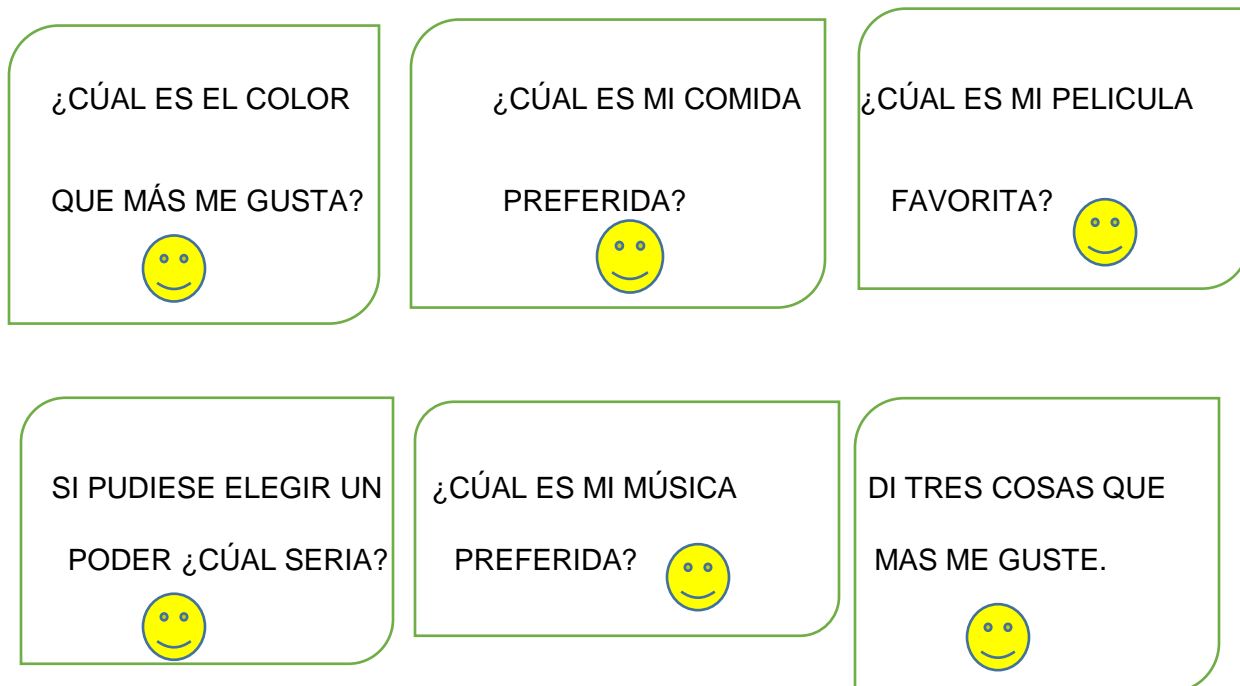 ¿CÚAL ES EL COLOR
QUE MÁS ME GUSTA?
¿CÚAL ES MI COMIDA
PREFERIDA?
¿CÚAL ES MI PELICULA
FAVORITA?
SI PUDIESE ELEGIR UN
PODER ¿CÚAL SERIA?
¿CÚAL ES MI MÚSICA
PREFERIDA?
DI TRES COSAS QUE
MAS ME GUSTE.